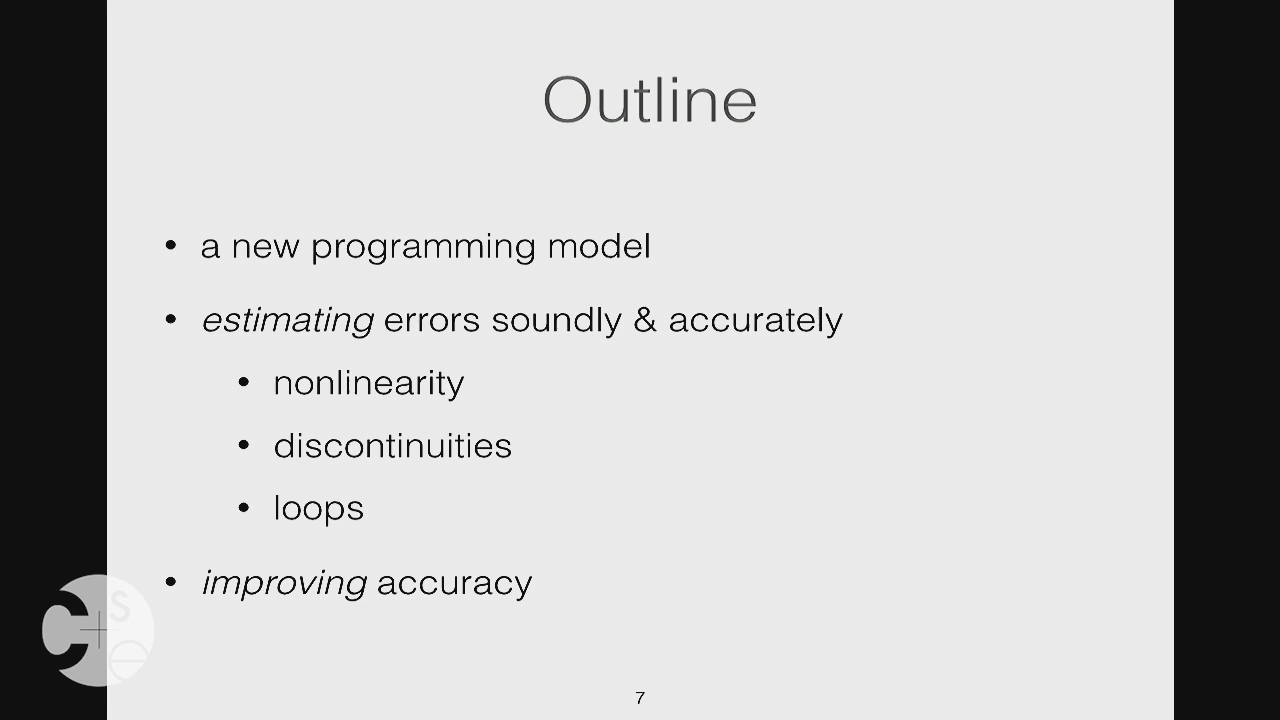 Outline
• a new programming model
• estimating errors soundly & accurately
• nonlinearity
• discontinuities
• loops
• improving accuracy
C+
s
e
7